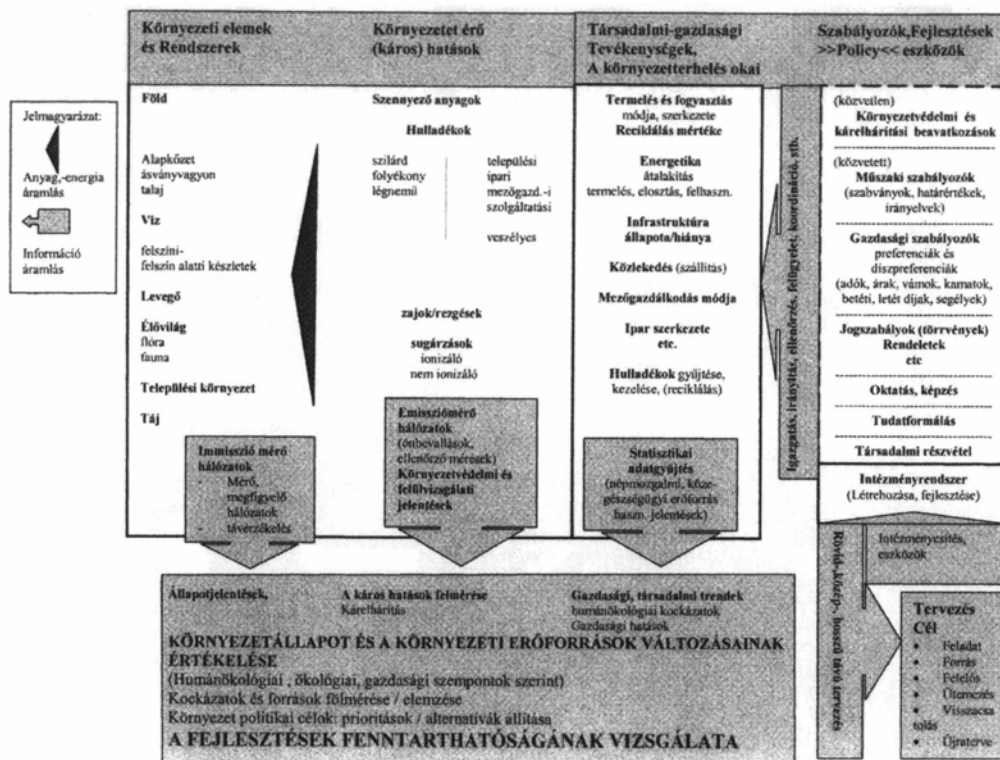 Környezeti elemek
és Rendszerek
Környezetet érő
(káros) hatások
Társadalmi-gazdasági
Tevékenységek,
A környezetterhelés okai
Szabályozók,Fejlesztések
>>Policy<< eszközök
Jelmagyarázat:
Anyag,-energia
áramlás
Információ
áramlás
Föld
Alapkőzet
ásványvagyon
talaj
Víz
felszíni-
felszín alatti készletek
Levegő
Élővilág
flóra
fauna
Települési környezet
Táj
Szennyező anyagok
Hulladékok
szilárd
folyékony
légnemű
települési
ipari
mezőgazd.-i
szolgáltatási
veszélyes
zajok/rezgések
sugárzások
ionizáló
nem ionizáló
Termelés és fogyasztás
módja, szerkezete
Reciklálás mértéke
Energetika
átalakítás
termelés, elosztás, felhaszn.
Infrastruktúra
állapota/hiánya
Közlekedés (szállítás)
Mezőgazdálkodás módja
Ipar szerkezete
etc.
Hulladékok gyűjtése,
kezelése, (reciklálás)
Igazgatás, irányítás, ellenőrzés, felügyelet, koordináció, stb.
(közvetlen)
Környezetvédelmi és
kárelhárítási beavatkozások
(közvetett)
Műszaki szabályozók
(szabványok, határértékek,
irányelvek)
Gazdasági szabályozók
preferenciák és
diszpreferenciák
(adók, árak, vámok, kamatok,
betéti, letét díjak, segélyek)
Jogszabályok (törrvények)
Rendeletek
etc
Oktatás, képzés
Tudatformálás
Társadalmi részvétel
Intézményrendszer
(Létrehozása, fejlesztése)
Immisszió mérő
hálózatok
- Mérő,
megfigyelő
hálózatok
- távérzékelés
Emissziómérő
hálózatok
(önbevallások,
ellenőrző mérések)
Környezetvédelmi és
felülvizsgálati
jelentések
Statisztikai
adatgyűjtés
(népmozgalmi, köze-
gészségügyi erőforrás
haszn. jelentések)
Intézményesítés,
eszközök
Rövid-,közép-, hosszú távú tervezés
Tervezés
Cél
• Feladat
• Forrás
• Felelős
• Ütemezés
• Visszacsa
tolás
• Újraterve
Állapotjelentések,
A káros hatások felmérése
Kárelhárítás
Gazdasági, társadalmi trendek
humánökológiai kockázatok
Gazdasági hatások
KÖRNYEZETÁLLAPOT ÉS A KÖRNYEZETI ERŐFORRÁSOK VÁLTOZÁSAINAK
ÉRTÉKELÉSE
(Humánökológiai , ökológiai, gazdasági szempontok szerint)
Kockázatok és források fölmérése / elemzése
Környezet politikai célok: prioritások / alternatívák állítása
A FEJLESZTÉSEK FENNTARTHATÓSÁGÁNAK VIZSGÁLATA